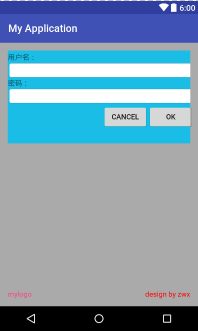 6:00
My Application
用户名：
密码：
CANCEL OK
mylogo design by zwx